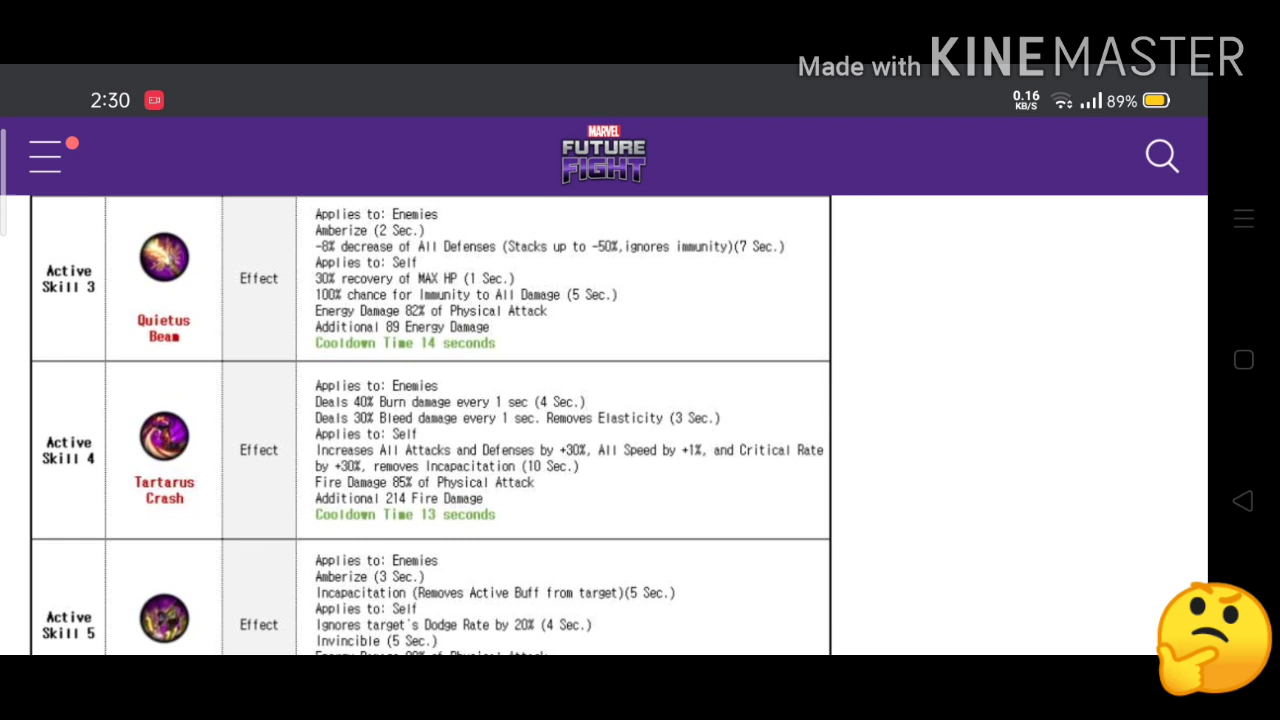 Made with KINEMASTER
2:30
0.16
KB/S
89%
MARVEL
FUTURE
FIGHT
Active
Skill 3
Quietus
Beam
Effect
Applies to: Enemies
Amberize (2 Sec.)
-8% decrease of All Defenses (Stacks up to -50%,ignores immunity)(7 Sec.)
Applies to: Self
30% recovery of MAX HP (1 Sec.)
100% chance for Immunity to All Damage (5 Sec.)
Energy Damage 82% of Physical Attack
Additional 89 Energy Damage
Cooldown Time 14 seconds
Active
Skill 4
Tartarus
Crash
Effect
Applies to: Enemies
Deals 40% Burn damage every 1 sec (4 Sec.)
Deals 30% Bleed damage every 1 sec. Removes Elasticity (3 Sec.)
Applies to: Self
Increases All Attacks and Defenses by +30%, All Speed by +1%, and Critical Rate
by +30%, removes Incapacitation (10 Sec.)
Fire Damage 85% of Physical Attack
Additional 214 Fire Damage
Cooldown Time 13 seconds
Active
Skill 5
Effect
Applies to: Enemies
Amberize (3 Sec.)
Incapacitation (Removes Active Buff from target)(5 Sec.)
Applies to: Self
Ignores target's Dodge Rate by 20% (4 Sec.)
Invincible (5 Sec.)